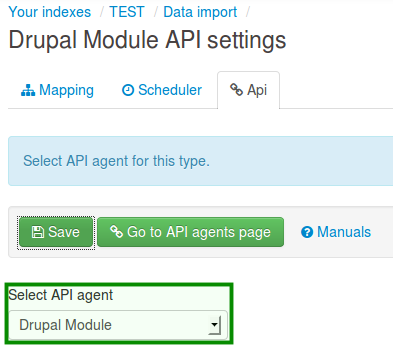 Your indexes / TEST / Data import /
Drupal Module API settings
Mapping Scheduler Api
Select API agent for this type.
Save Go to API agents page Manuals
Select API agent
Drupal Module